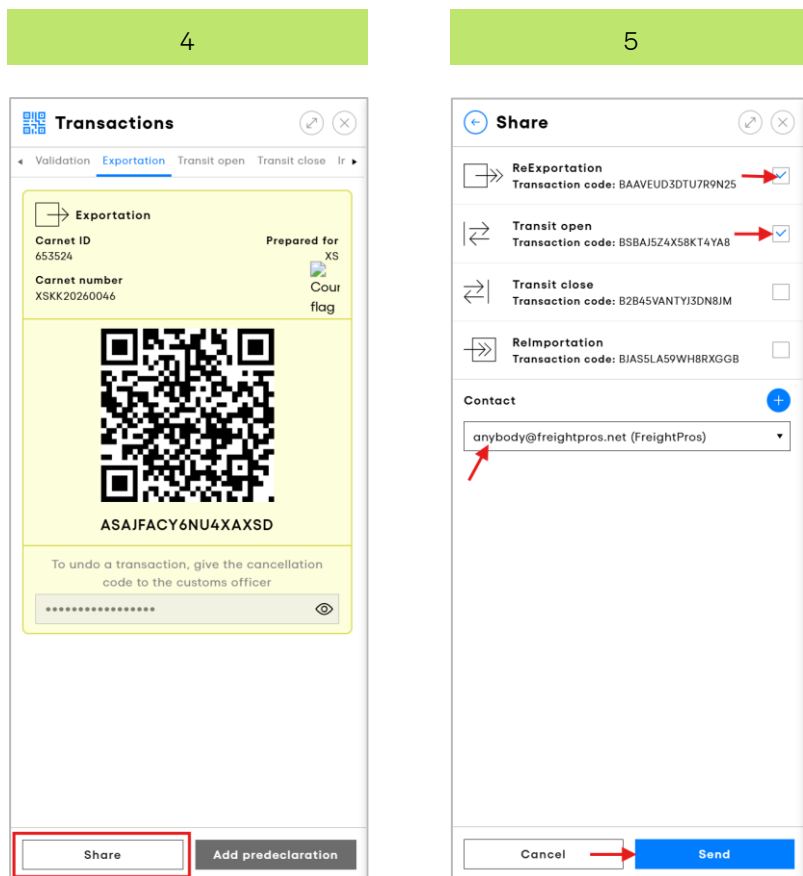 4
Transactions
Validation Exportation Transit open Transit close Ir
Exportation
Carnet ID Prepared for
653524 XS
Carnet number
XSKK20260046
Cour
flag
ASAJFACY6NU4XAXSD
To undo a transaction, give the cancellation
code to the customs officer
•••••••••••••••••
Share Add predeclaration
5
Share
ReExportation
Transaction code: BAAVEUD3DTU7R9N25
Transit open
Transaction code: BSBAJ5Z4X58KT4YA8
Transit close
Transaction code: B2B45VANTYJ3DN8JM
ReImportation
Transaction code: BJAS5LA59WH8RXGGB
Contact
anybody@freightpros.net (FreightPros)
Cancel Send